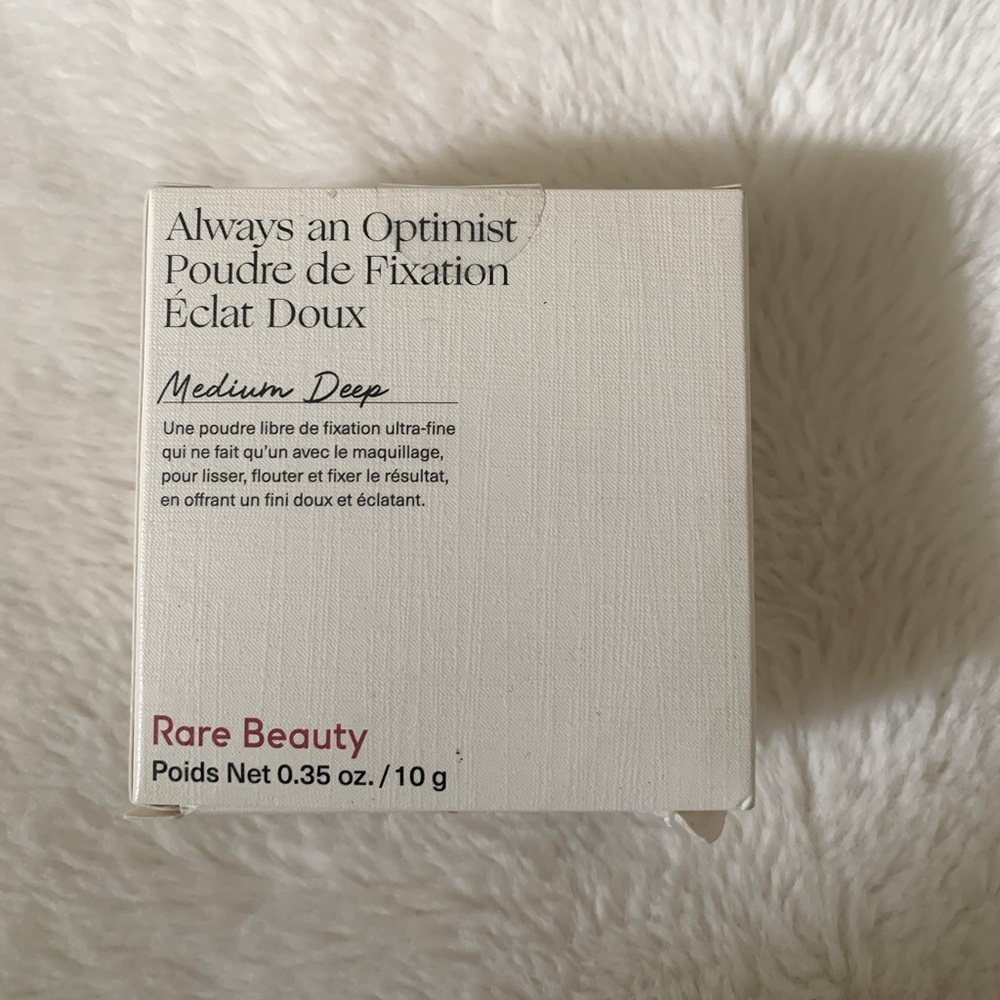 Always an Optimist
Poudre de Fixation
Éclat Doux
Medium Deep
Une poudre libre de fixation ultra-fine
qui ne fait qu'un avec le maquillage,
pour lisser, flouter et fixer le résultat,
en offrant un fini doux et éclatant.
Rare Beauty
Poids Net 0.35 oz. / 10 g